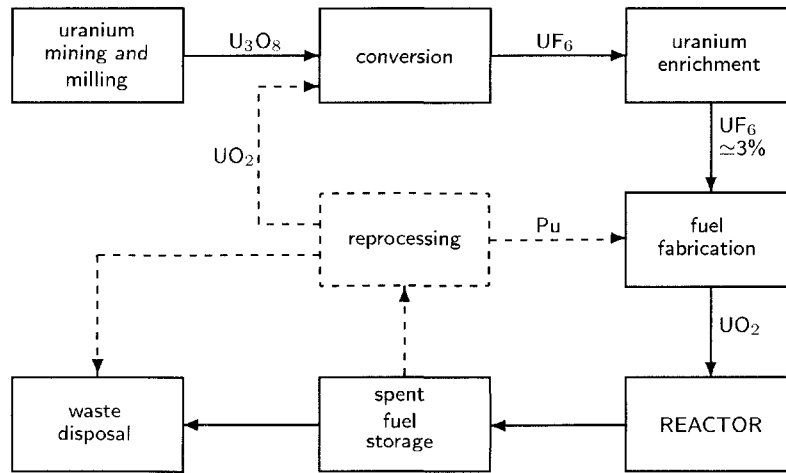 uranium
mining and
milling
U₃O₈
conversion
UF₆
uranium
enrichment
UF₆
≃3%
UO₂
reprocessing
Pu
fuel
fabrication
UO₂
waste
disposal
spent
fuel
storage
REACTOR